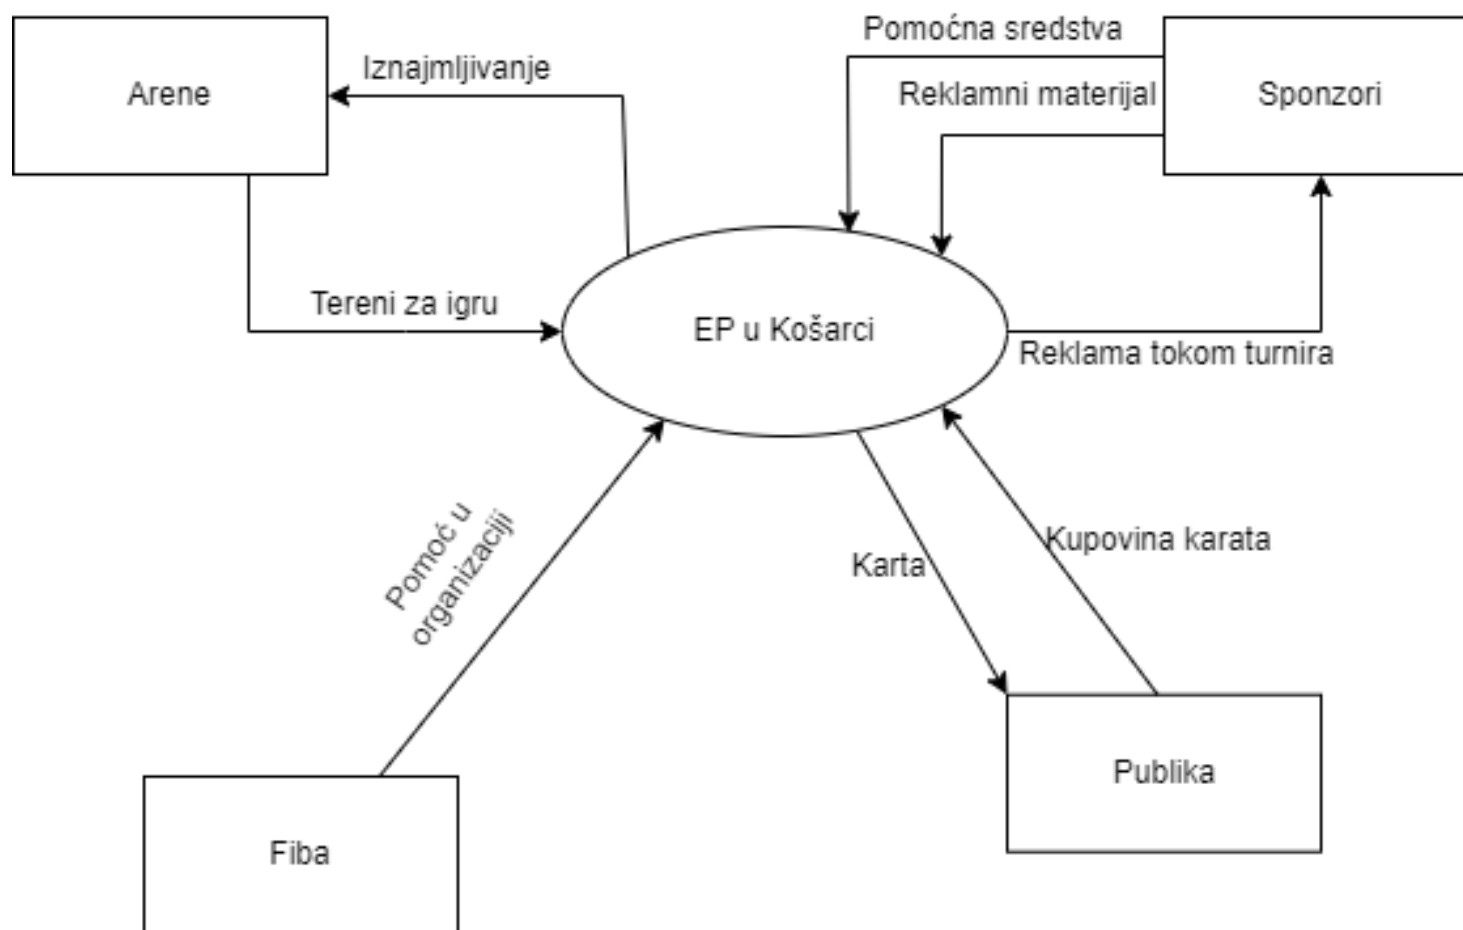 Pomoćna sredstva
Iznajmljivanje
Arene
Reklamni materijal
Sponzori
Tereni za igru
EP u Košarci
Reklama tokom turnira
Pomoć u
organizaciji
Karta
Kupovina karata
Publika
Fiba